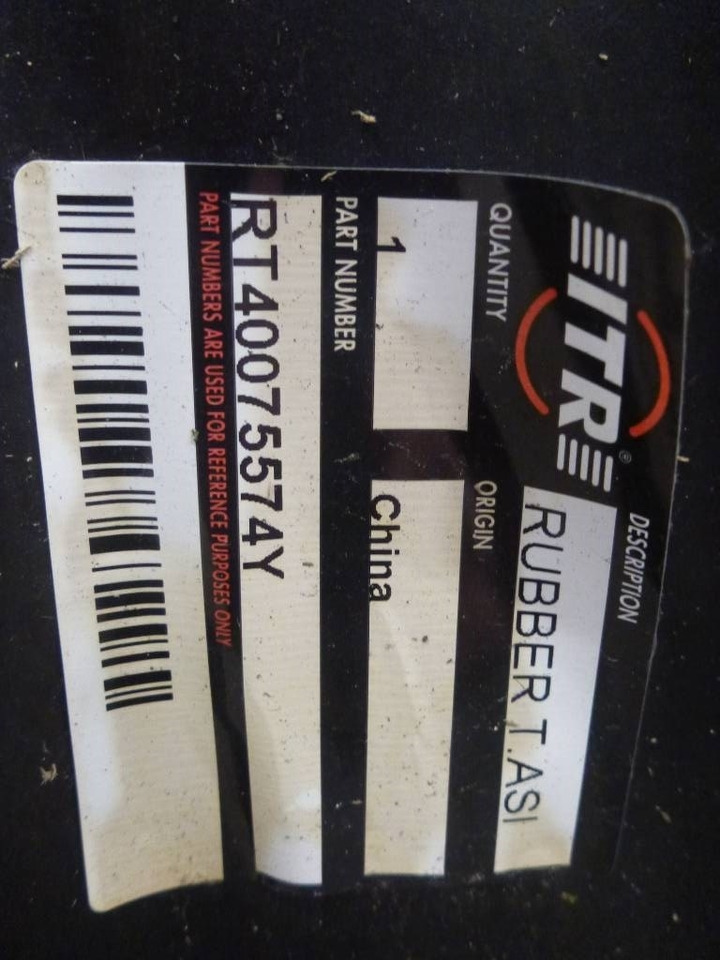 ITR®
DESCRIPTION
RUBBER T.ASI
QUANTITY
ORIGIN
1
China
PART NUMBER
RT40075574Y
PART NUMBERS ARE USED FOR REFERENCE PURPOSES ONLY